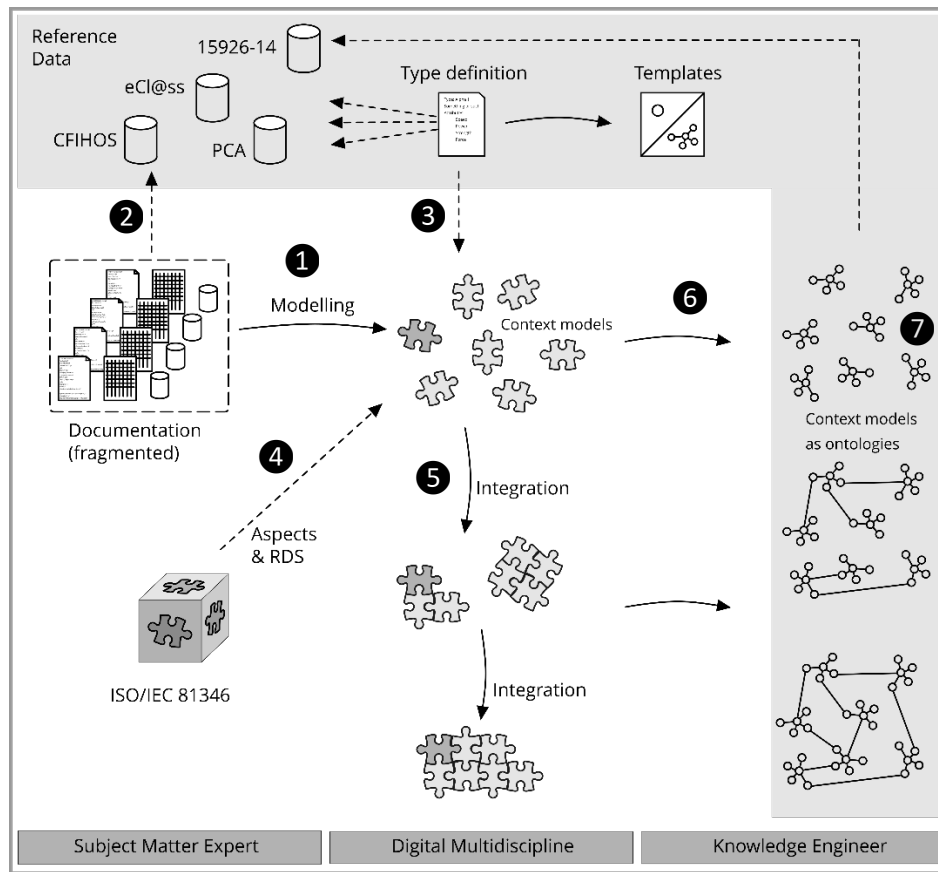 Reference
Data
15926-14
eCl@ss
CFIHOS
PCA
Type definition
Templates
2
3
1
Modelling
Context models
6
7
Documentation
(fragmented)
4
5
Integration
Context models
as ontologies
Aspects
& RDS
ISO/IEC 81346
Integration
Subject Matter Expert
Digital Multidiscipline
Knowledge Engineer